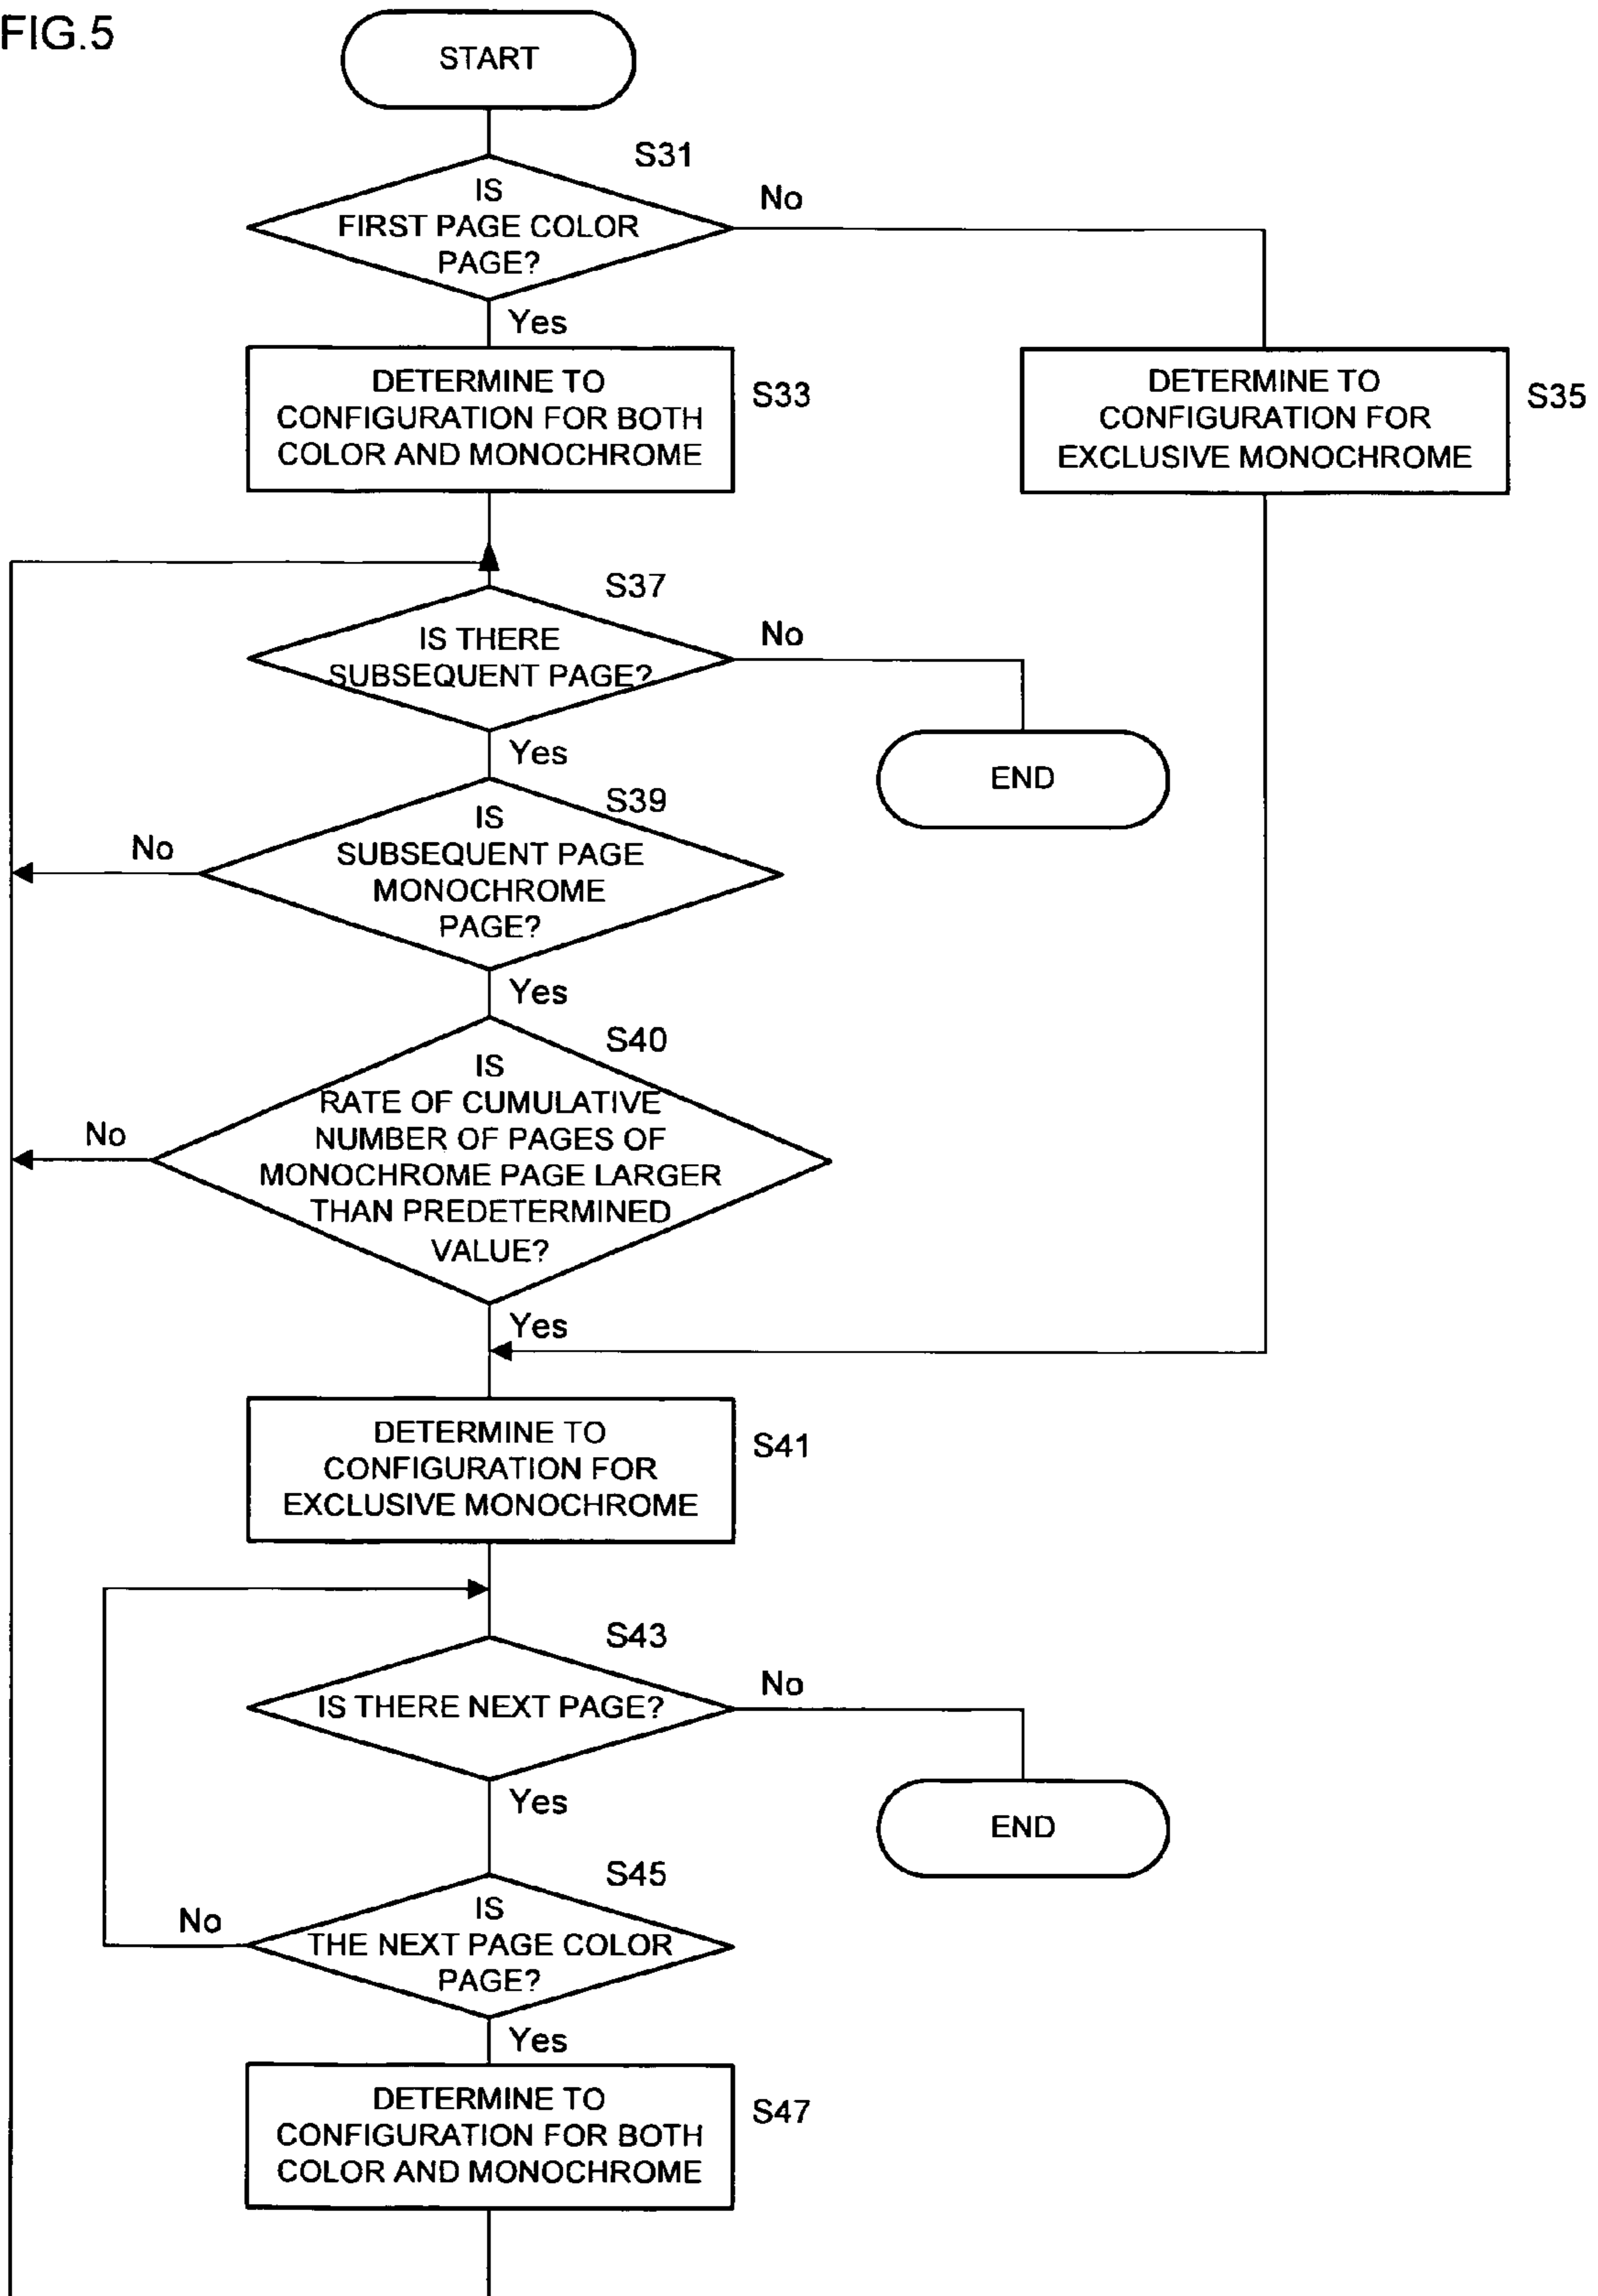 FIG.5
START
S31
IS
FIRST PAGE COLOR
PAGE?
No
Yes
DETERMINE TO
CONFIGURATION FOR BOTH
COLOR AND MONOCHROME
S33
DETERMINE TO
CONFIGURATION FOR
EXCLUSIVE MONOCHROME
S35
S37
IS THERE
SUBSEQUENT PAGE?
No
Yes
END
S39
IS
SUBSEQUENT PAGE
MONOCHROME
PAGE?
No
Yes
S40
IS
RATE OF CUMULATIVE
NUMBER OF PAGES OF
MONOCHROME PAGE LARGER
THAN PREDETERMINED
VALUE?
No
Yes
DETERMINE TO
CONFIGURATION FOR
EXCLUSIVE MONOCHROME
S41
S43
IS THERE NEXT PAGE?
No
Yes
END
S45
IS
THE NEXT PAGE COLOR
PAGE?
No
Yes
DETERMINE TO
CONFIGURATION FOR BOTH
COLOR AND MONOCHROME
S47